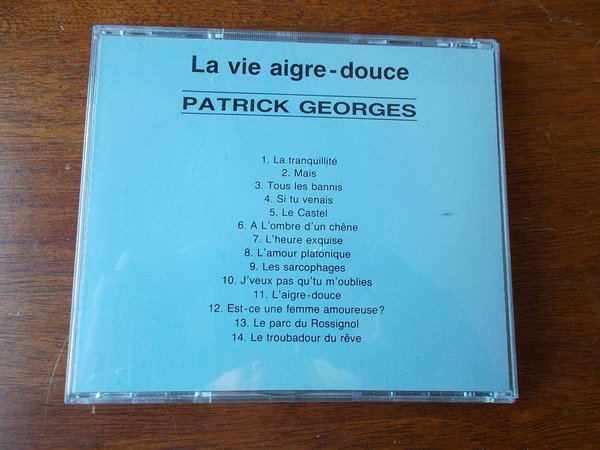 La vie aigre-douce
PATRICK GEORGES
1. La tranquillité
2. Mais
3. Tous les bannis
4. Si tu venais
5. Le Castel
6. A L'ombre d'un chêne
7. L'heure exquise
8. L'amour platonique
9. Les sarcophages
10. J'veux pas qu'tu m'oublies
11. L'aigre-douce
12. Est-ce une femme amoureuse?
13. Le parc du Rossignol
14. Le troubadour du rêve